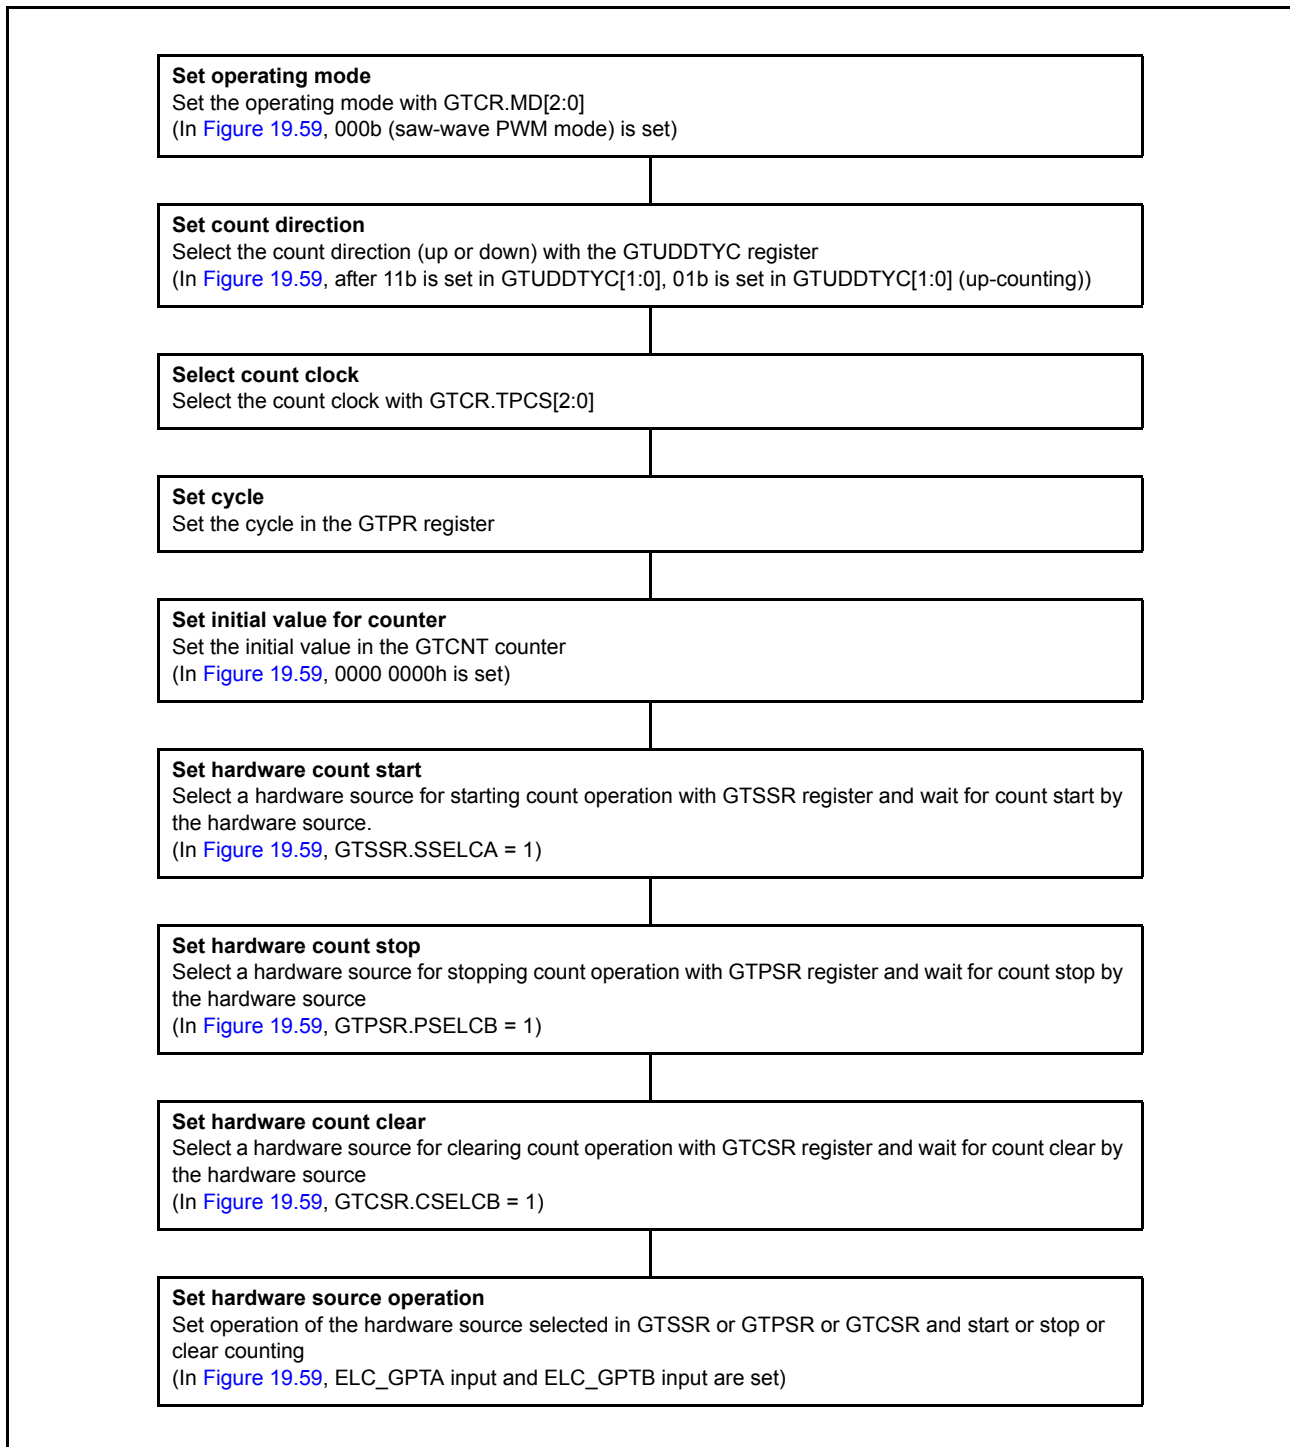 Set operating mode
Set the operating mode with GTCR.MD[2:0]
(In Figure 19.59, 000b (saw-wave PWM mode) is set)
Set count direction
Select the count direction (up or down) with the GTUDDTYC register
(In Figure 19.59, after 11b is set in GTUDDTYC[1:0], 01b is set in GTUDDTYC[1:0] (up-counting))
Select count clock
Select the count clock with GTCR.TPCS[2:0]
Set cycle
Set the cycle in the GTPR register
Set initial value for counter
Set the initial value in the GTCNT counter
(In Figure 19.59, 0000 0000h is set)
Set hardware count start
Select a hardware source for starting count operation with GTSSR register and wait for count start by
the hardware source.
(In Figure 19.59, GTSSR.SSELCA = 1)
Set hardware count stop
Select a hardware source for stopping count operation with GTPSR register and wait for count stop by
the hardware source
(In Figure 19.59, GTPSR.PSELCB = 1)
Set hardware count clear
Select a hardware source for clearing count operation with GTCSR register and wait for count clear by
the hardware source
(In Figure 19.59, GTCSR.CSELCB = 1)
Set hardware source operation
Set operation of the hardware source selected in GTSSR or GTPSR or GTCSR and start or stop or
clear counting
(In Figure 19.59, ELC_GPTA input and ELC_GPTB input are set)